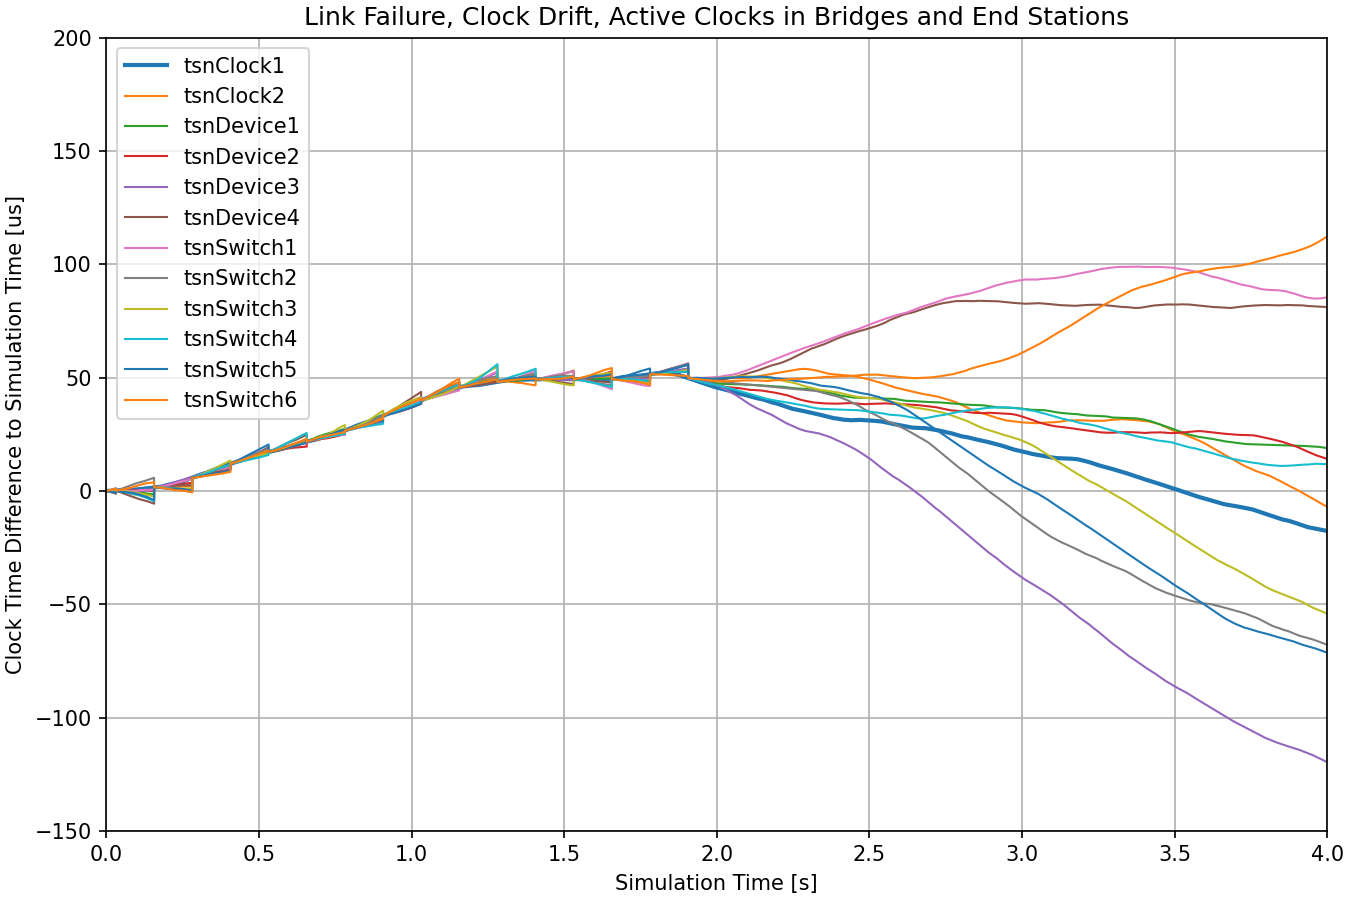 Link Failure, Clock Drift, Active Clocks in Bridges and End Stations
Clock Time Difference to Simulation Time [us]
200
150
100
50
0
−50
−100
−150
tsnClock1
tsnClock2
tsnDevice1
tsnDevice2
tsnDevice3
tsnDevice4
tsnSwitch1
tsnSwitch2
tsnSwitch3
tsnSwitch4
tsnSwitch5
tsnSwitch6
0.0 0.5 1.0 1.5 2.0 2.5 3.0 3.5 4.0
Simulation Time [s]